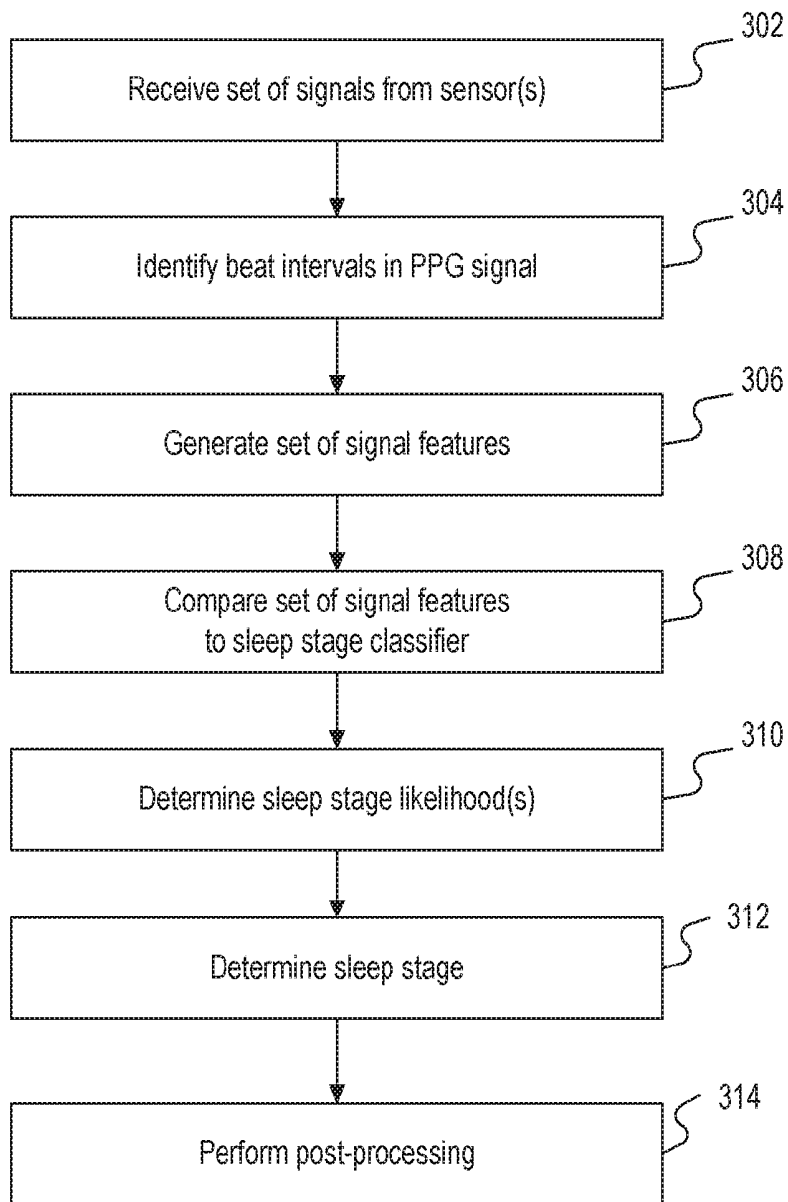 302
Receive set of signals from sensor(s)
304
Identify beat intervals in PPG signal
306
Generate set of signal features
308
Compare set of signal features
to sleep stage classifier
310
Determine sleep stage likelihood(s)
312
Determine sleep stage
314
Perform post-processing